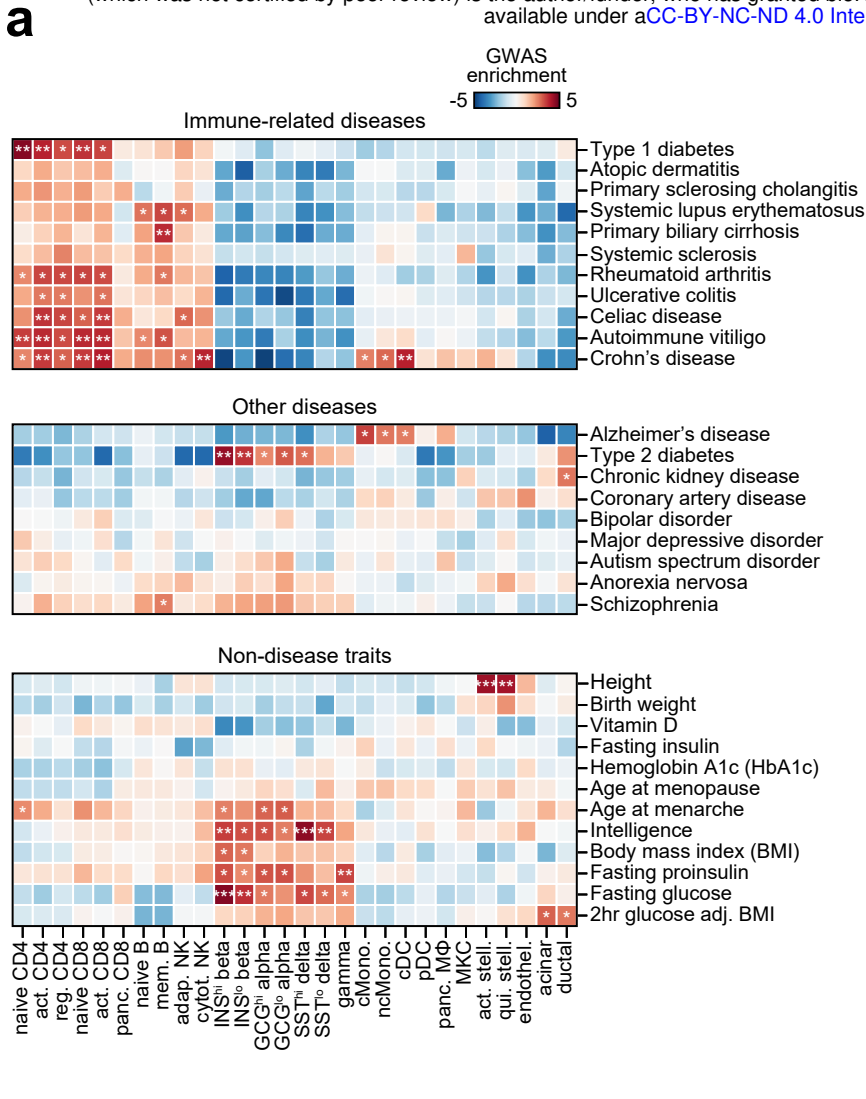 (which was not certified by peer review) is the author/funder, who has granted
a
available under aCC-BY-NC-ND 4.0 Inte
GWAS
enrichment
-5 5
Immune-related diseases
** ** * ** * Type 1 diabetes
Atopic dermatitis
Primary sclerosing cholangitis
* * * Systemic lupus erythematosus
** Primary biliary cirrhosis
Systemic sclerosis
* * * * * * Rheumatoid arthritis
* * * Ulcerative colitis
** * * ** * Celiac disease
** ** * ** ** * * Autoimmune vitiligo
* ** * ** ** * ** * * ** Crohn's disease
Other diseases
* * * Alzheimer's disease
** ** * * * Type 2 diabetes
* Chronic kidney disease
Coronary artery disease
Bipolar disorder
Major depressive disorder
Autism spectrum disorder
Anorexia nervosa
* Schizophrenia
Non-disease traits
*** ** Height
Birth weight
Vitamin D
Fasting insulin
Hemoglobin A1c (HbA1c)
Age at menopause
* * * * Age at menarche
** * * * *** ** Intelligence
* * Body mass index (BMI)
* * * * ** Fasting proinsulin
*** ** * * * * Fasting glucose
* * 2hr glucose adj. BMI
naive CD4
act. CD4
reg. CD4
naive CD8
act. CD8
panc. CD8
naive B
mem. B
adap. NK
cytot. NK
INSʰⁱ beta
INSˡᵒ beta
GCGʰⁱ alpha
GCGˡᵒ alpha
SSTʰⁱ delta
SSTˡᵒ delta
gamma
cMono.
ncMono.
cDC
pDC
panc. MΦ
MKC
act. stell.
qui. stell.
endothel.
acinar
ductal